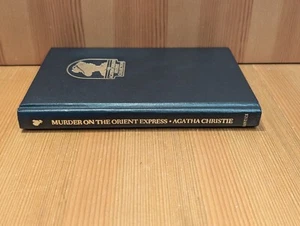 MURDER ON THE ORIENT EXPRESS • AGATHA CHRISTIE